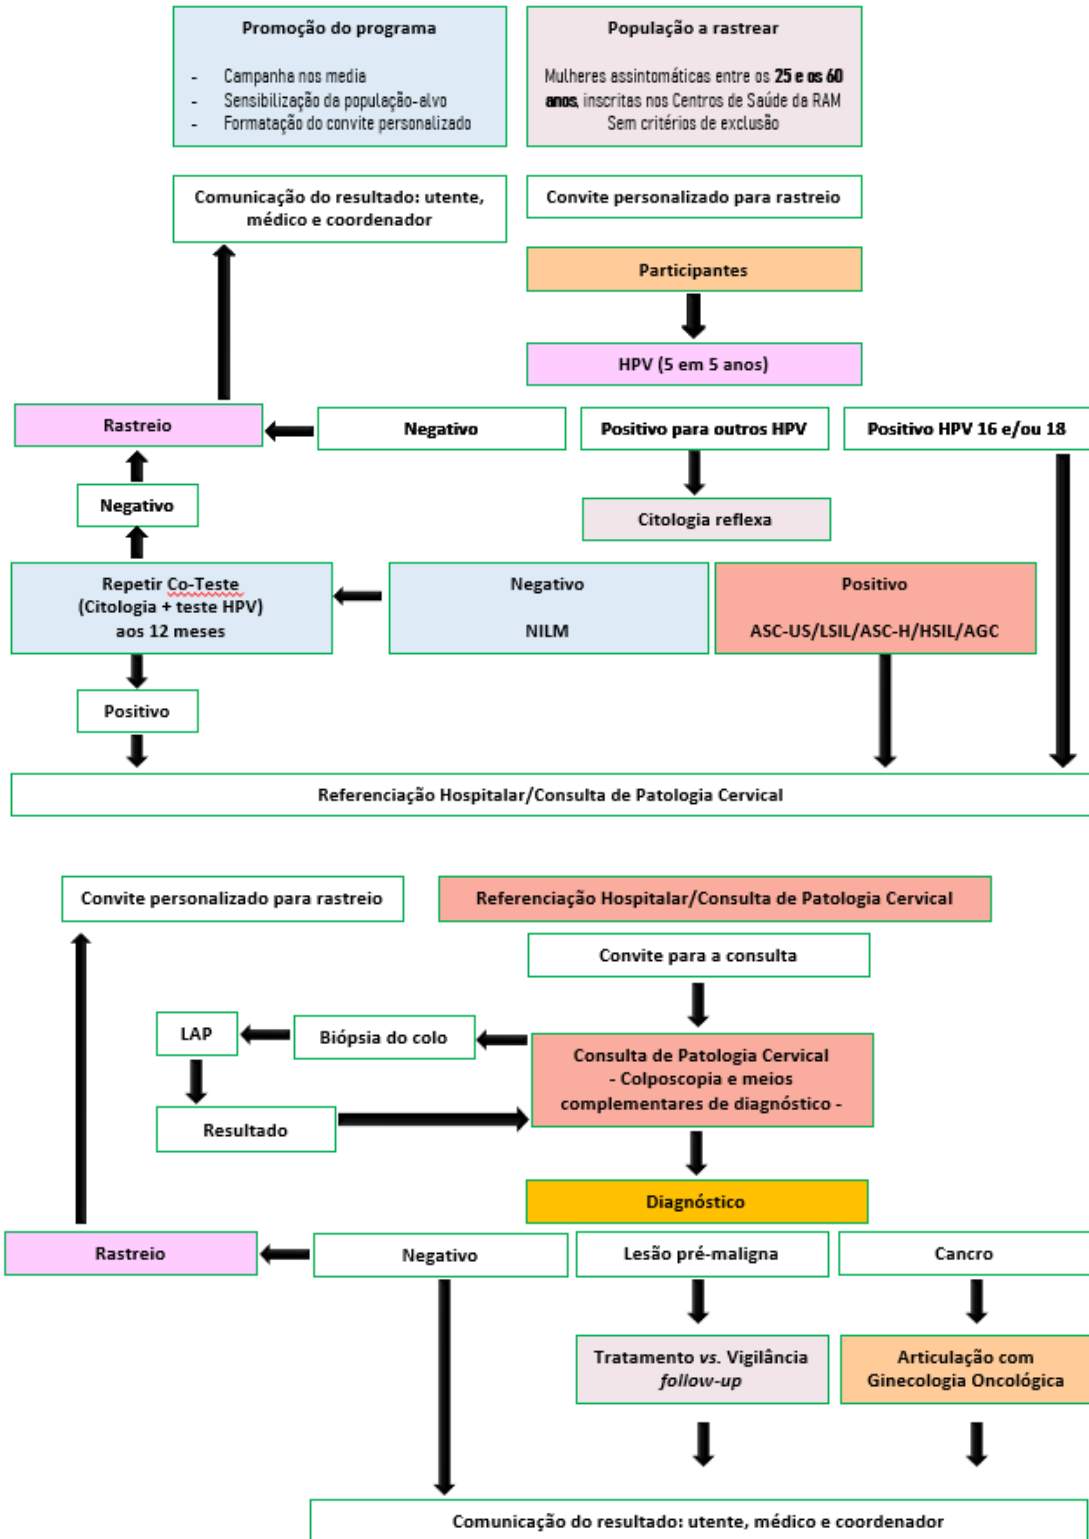 Promoção do programa
- Campanha nos media
- Sensibilização da população-alvo
- Formatação do convite personalizado
População a rastrear
Mulheres assintomáticas entre os 25 e os 60
anos, inscritas nos Centros de Saúde da RAM
Sem critérios de exclusão
Comunicação do resultado: utente,
médico e coordenador
Convite personalizado para rastreio
Participantes
HPV (5 em 5 anos)
Rastreio
Negativo
Positivo para outros HPV
Positivo HPV 16 e/ou 18
Negativo
Citologia reflexa
Repetir Co-Teste
(Citologia + teste HPV)
aos 12 meses
Negativo
NILM
Positivo
ASC-US/LSIL/ASC-H/HSIL/AGC
Positivo
Referenciação Hospitalar/Consulta de Patologia Cervical
Convite personalizado para rastreio
Referenciação Hospitalar/Consulta de Patologia Cervical
Convite para a consulta
LAP
Biópsia do colo
Consulta de Patologia Cervical
- Colposcopia e meios
complementares de diagnóstico -
Resultado
Diagnóstico
Rastreio
Negativo
Lesão pré-maligna
Cancro
Tratamento vs. Vigilância
follow-up
Articulação com
Ginecologia Oncológica
Comunicação do resultado: utente, médico e coordenador